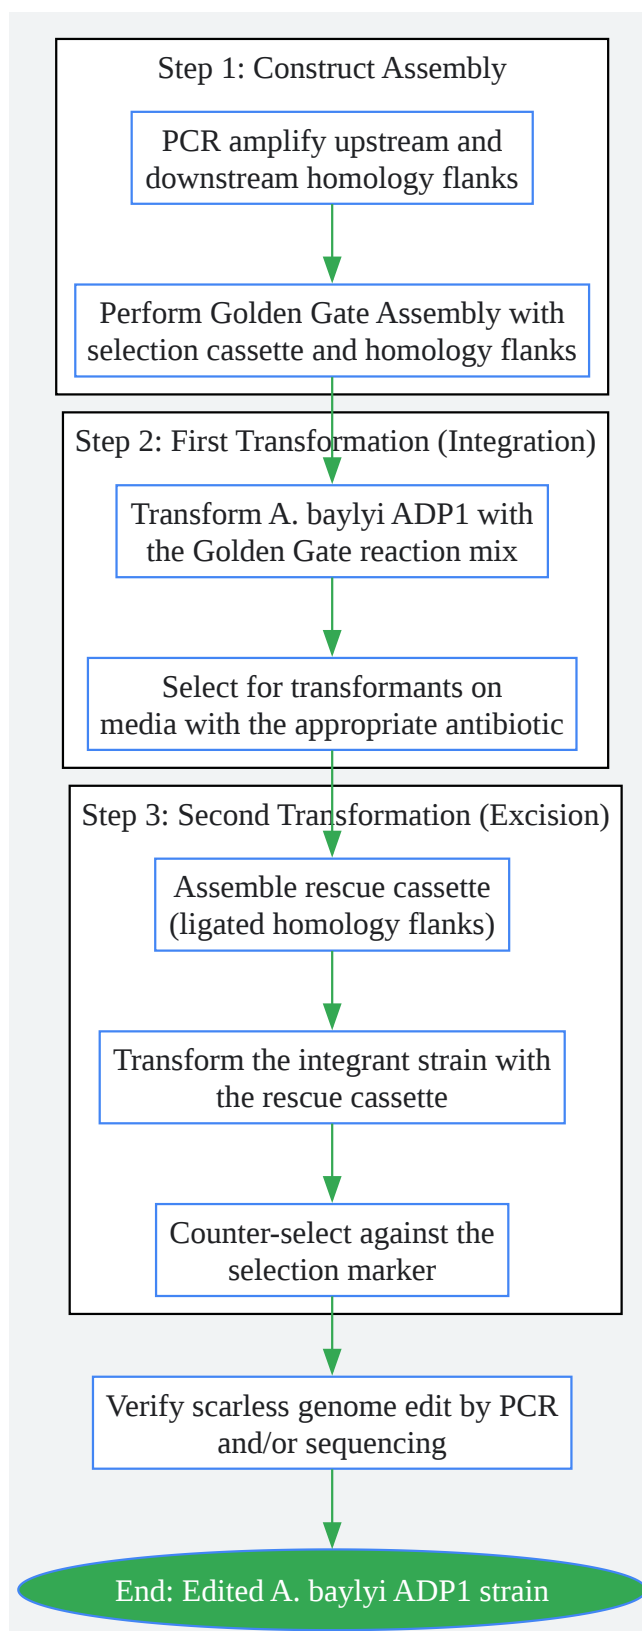 Step 1: Construct Assembly
PCR amplify upstream and
downstream homology flanks
Perform Golden Gate Assembly with
selection cassette and homology flanks
Step 2: First Transformation (Integration)
Transform A. baylyi ADP1 with
the Golden Gate reaction mix
Select for transformants on
media with the appropriate antibiotic
Step 3: Second Transformation (Excision)
Assemble rescue cassette
(ligated homology flanks)
Transform the integrant strain with
the rescue cassette
Counter-select against the
selection marker
Verify scarless genome edit by PCR
and/or sequencing
End: Edited A. baylyi ADP1 strain